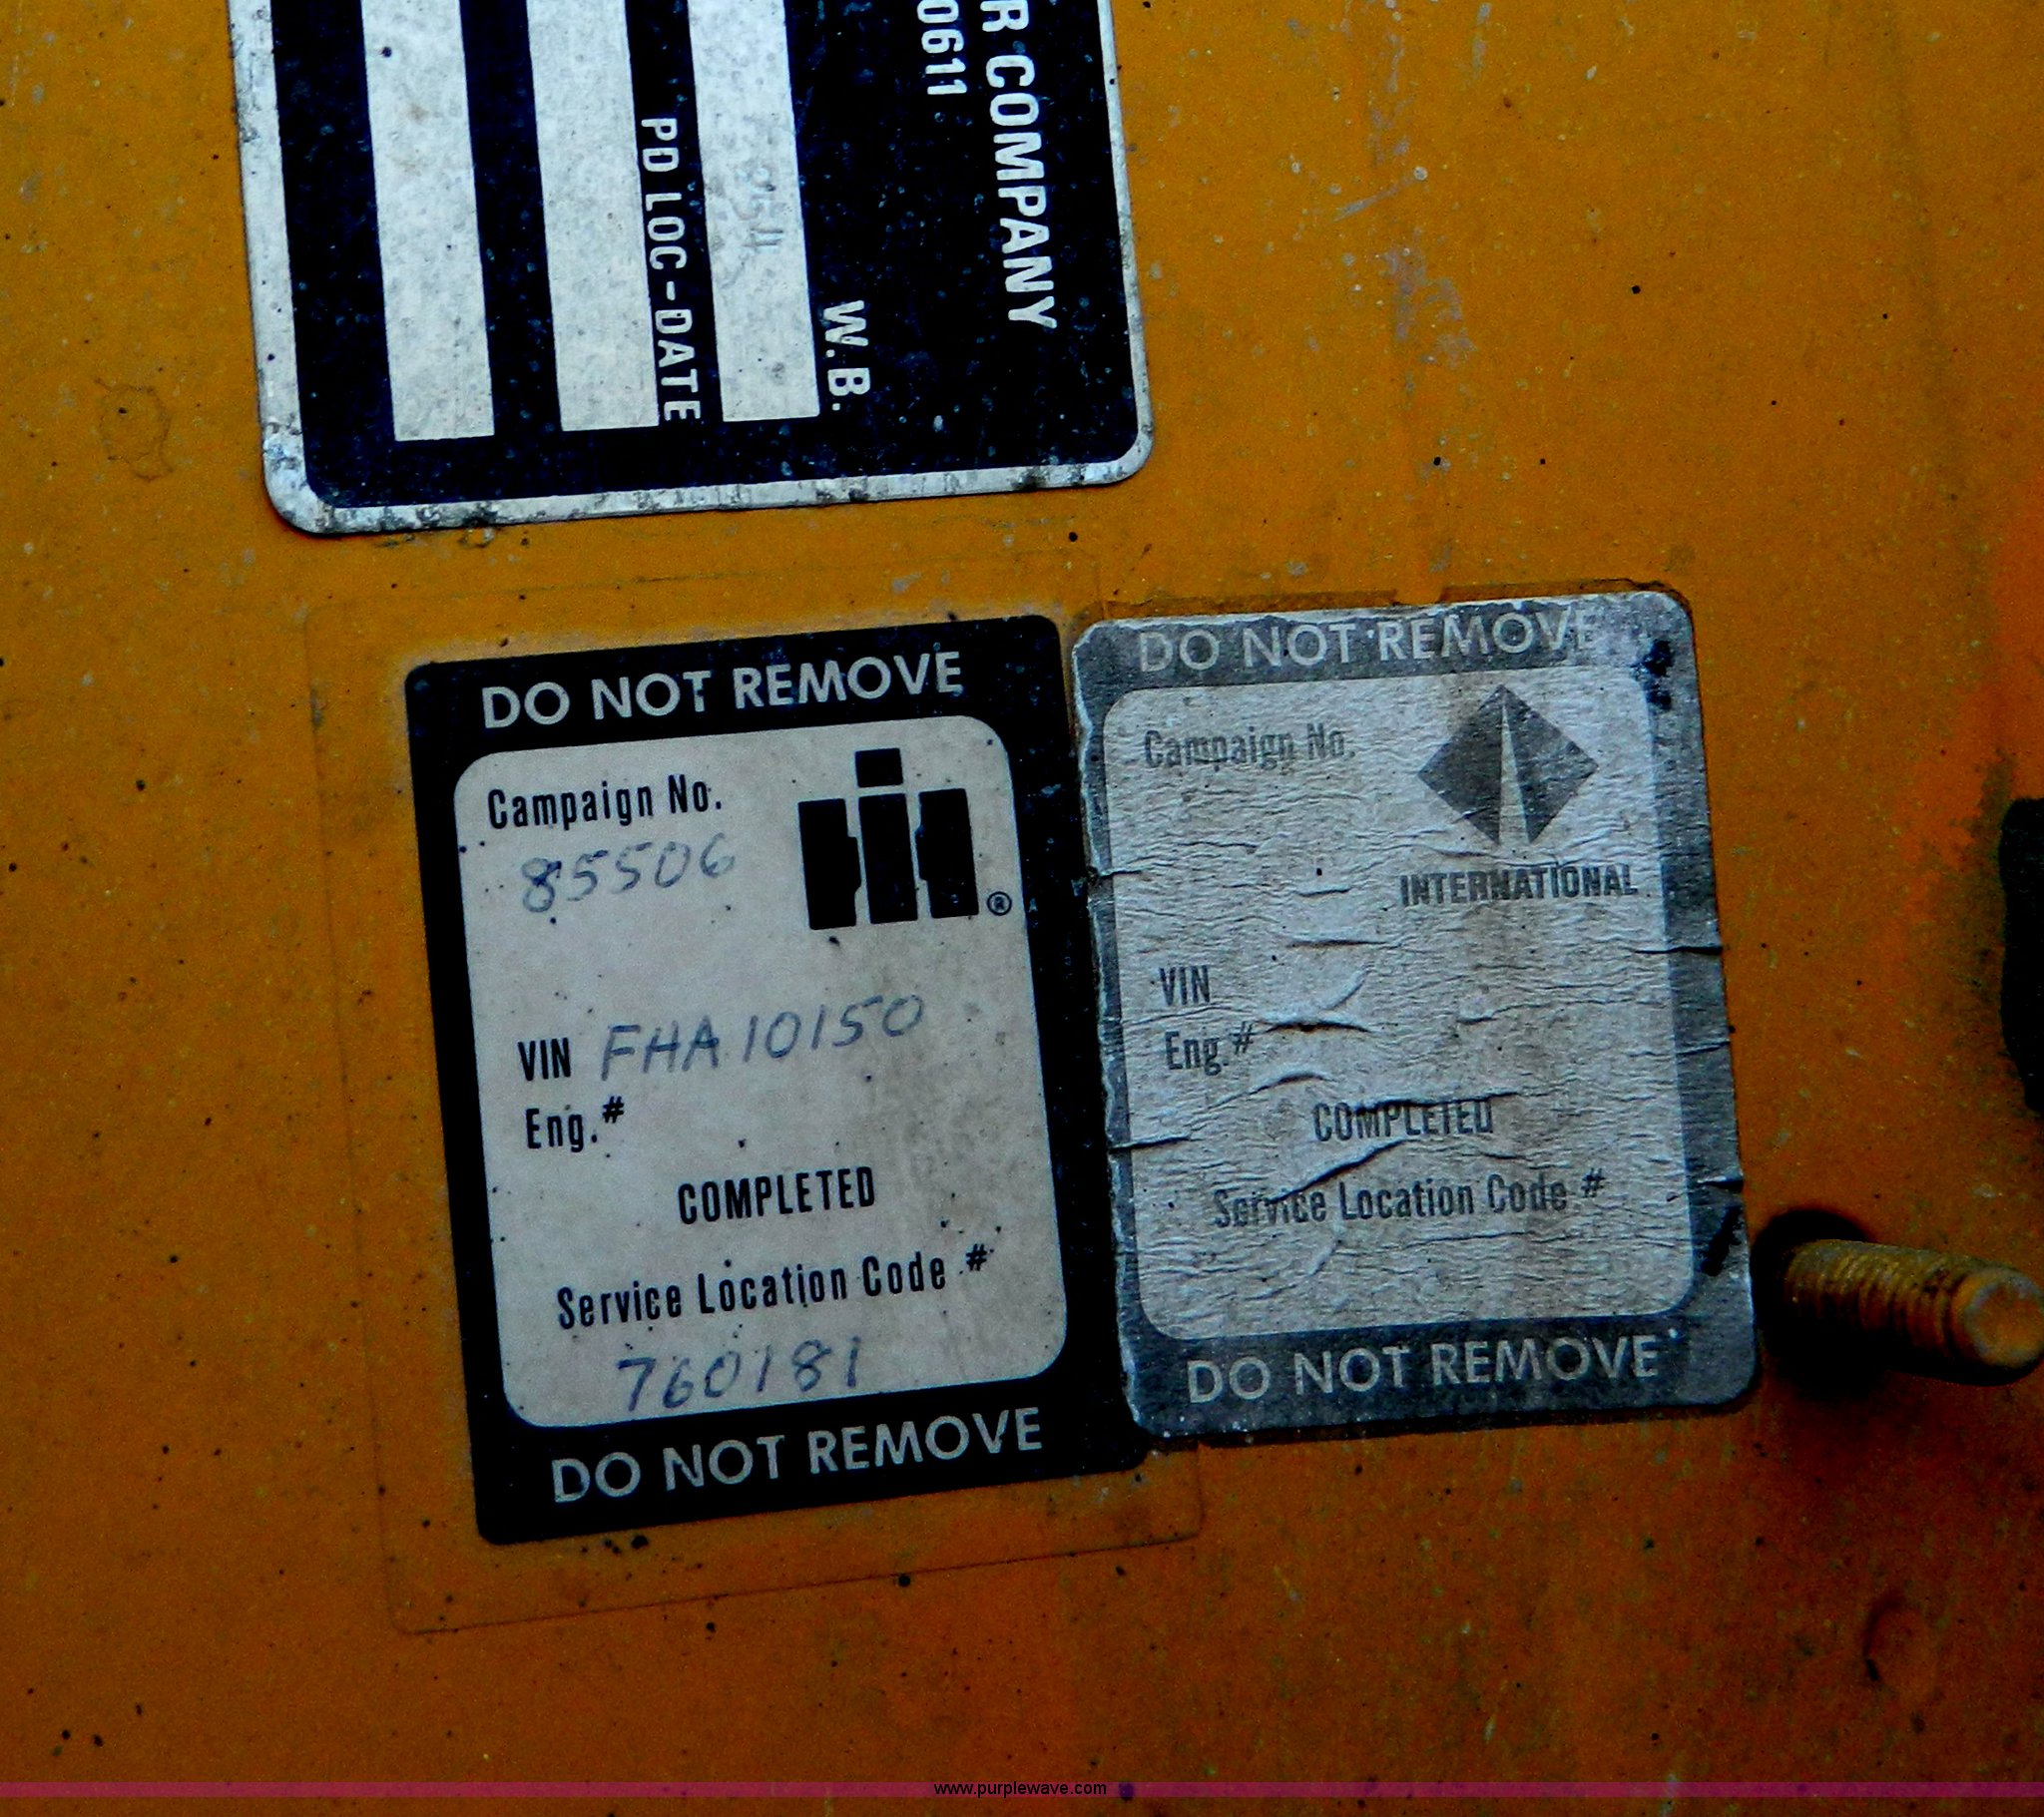 R COMPANY
0611
W.B.
254
PD LOC-DATE
DO NOT REMOVE
Campaign No.
85506
®
VIN FHA10150
Eng.#
COMPLETED
Service Location Code #
760181
DO NOT REMOVE
DO NOT REMOVE
Campaign No.
INTERNATIONAL
VIN
Eng.#
COMPLETED
Service Location Code #
DO NOT REMOVE
www.purplewave.com